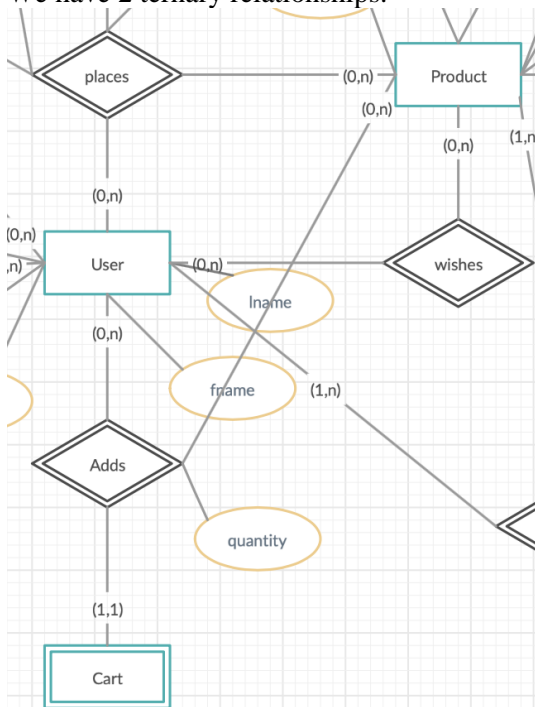 We have 2 ternary relationships.
places
(0,n)
Product
(0,n)
(0,n)
(1,n
(0,n)
(0,n)
User
(0,n)
wishes
n)
lname
(0,n)
fname
(1,n)
Adds
quantity
(1,1)
Cart